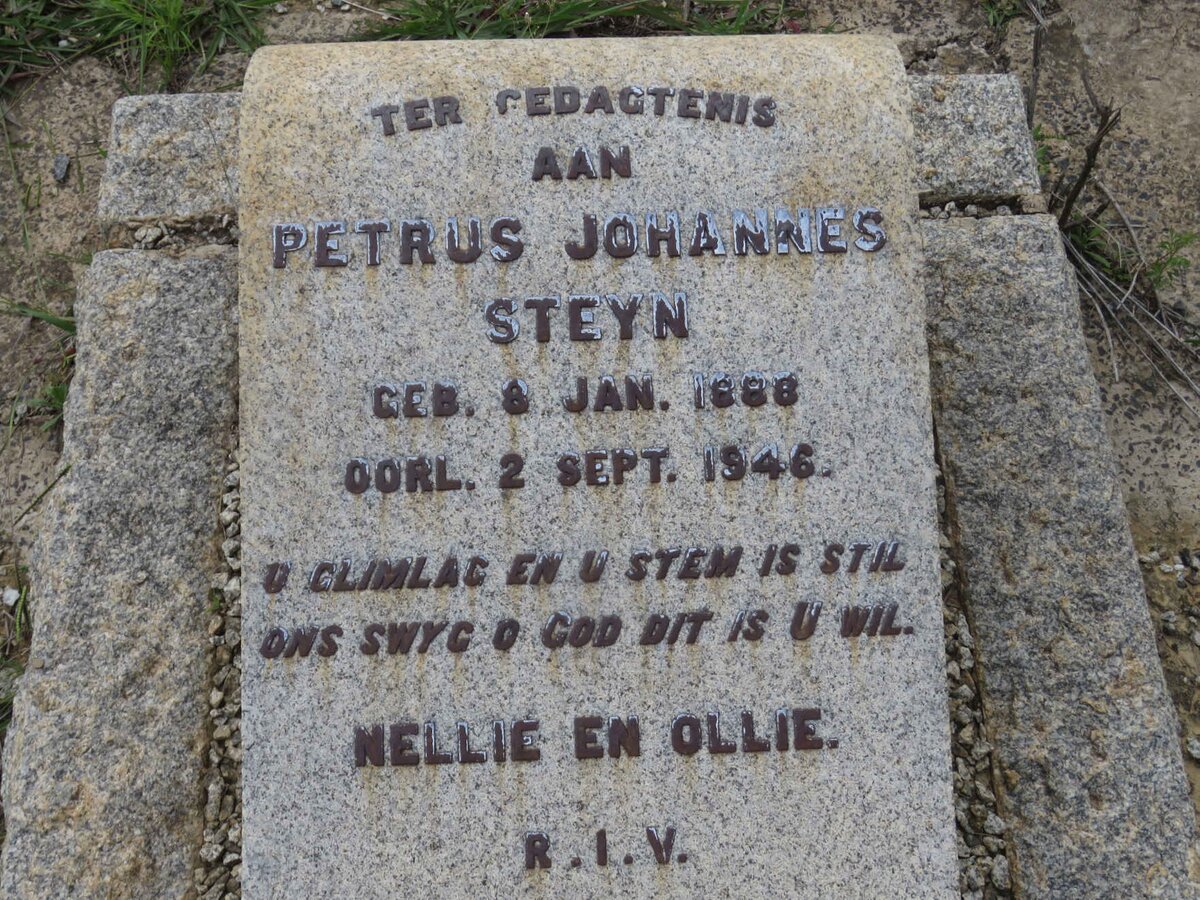 TER GEDAGTENIS
AAN
PETRUS JOHANNES
STEYN
GEB. 8 JAN. 1888
OORL. 2 SEPT. 1946.
U GLIMLAG EN U STEM IS STIL
ONS SWYG O GOD DIT IS U WIL.
NELLIE EN OLLIE.
R.I.V.